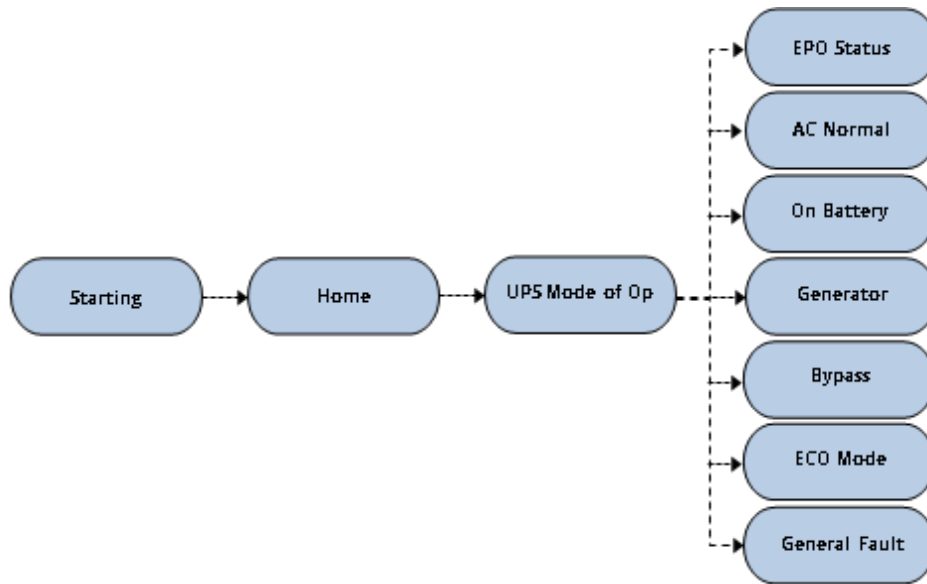 Starting
Home
UPS Mode of Op
EPO Status
AC Normal
On Battery
Generator
Bypass
ECO Mode
General Fault